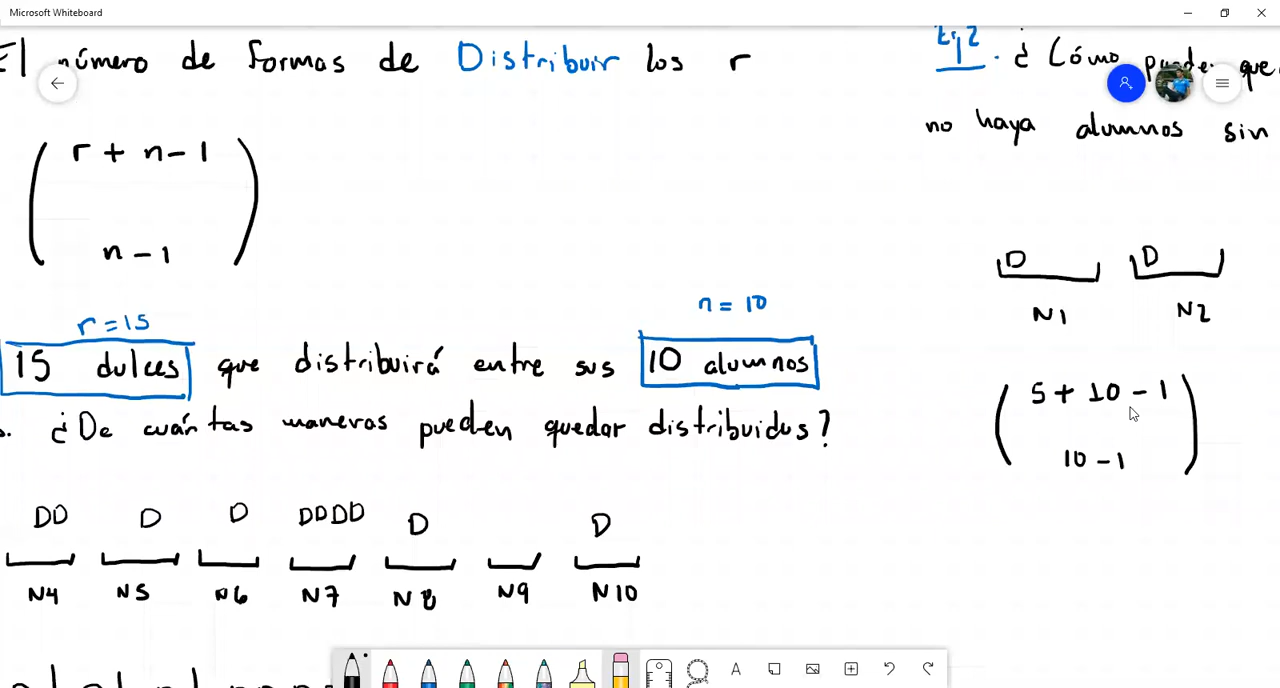 Microsoft Whiteboard
El número de formas de Distribuir los r
r + n - 1
n - 1
r = 15
n = 10
15 dulces que distribuirá entre sus 10 alumnos
s. ¿De cuántas maneras pueden quedar distribuidos?
DD D D DDDD D D
N4 N5 N6 N7 N8 N9 N10
Ej 2. ¿Cómo pueden que
no haya alumnos sin
D D
N1 N2
5 + 10 - 1
10 - 1
A